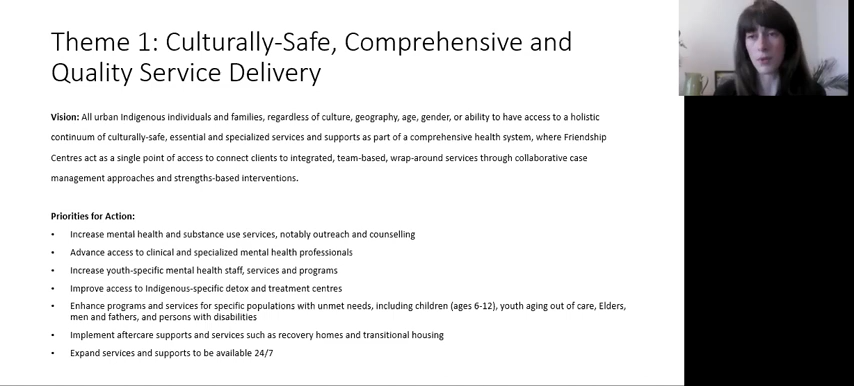 Theme 1: Culturally-Safe, Comprehensive and
Quality Service Delivery
Vision: All urban Indigenous individuals and families, regardless of culture, geography, age, gender, or ability to have access to a holistic
continuum of culturally-safe, essential and specialized services and supports as part of a comprehensive health system, where Friendship
Centres act as a single point of access to connect clients to integrated, team-based, wrap-around services through collaborative case
management approaches and strengths-based interventions.
Priorities for Action:
• Increase mental health and substance use services, notably outreach and counselling
• Advance access to clinical and specialized mental health professionals
• Increase youth-specific mental health staff, services and programs
• Improve access to Indigenous-specific detox and treatment centres
• Enhance programs and services for specific populations with unmet needs, including children (ages 6-12), youth aging out of care, Elders,
men and fathers, and persons with disabilities
• Implement aftercare supports and services such as recovery homes and transitional housing
• Expand services and supports to be available 24/7